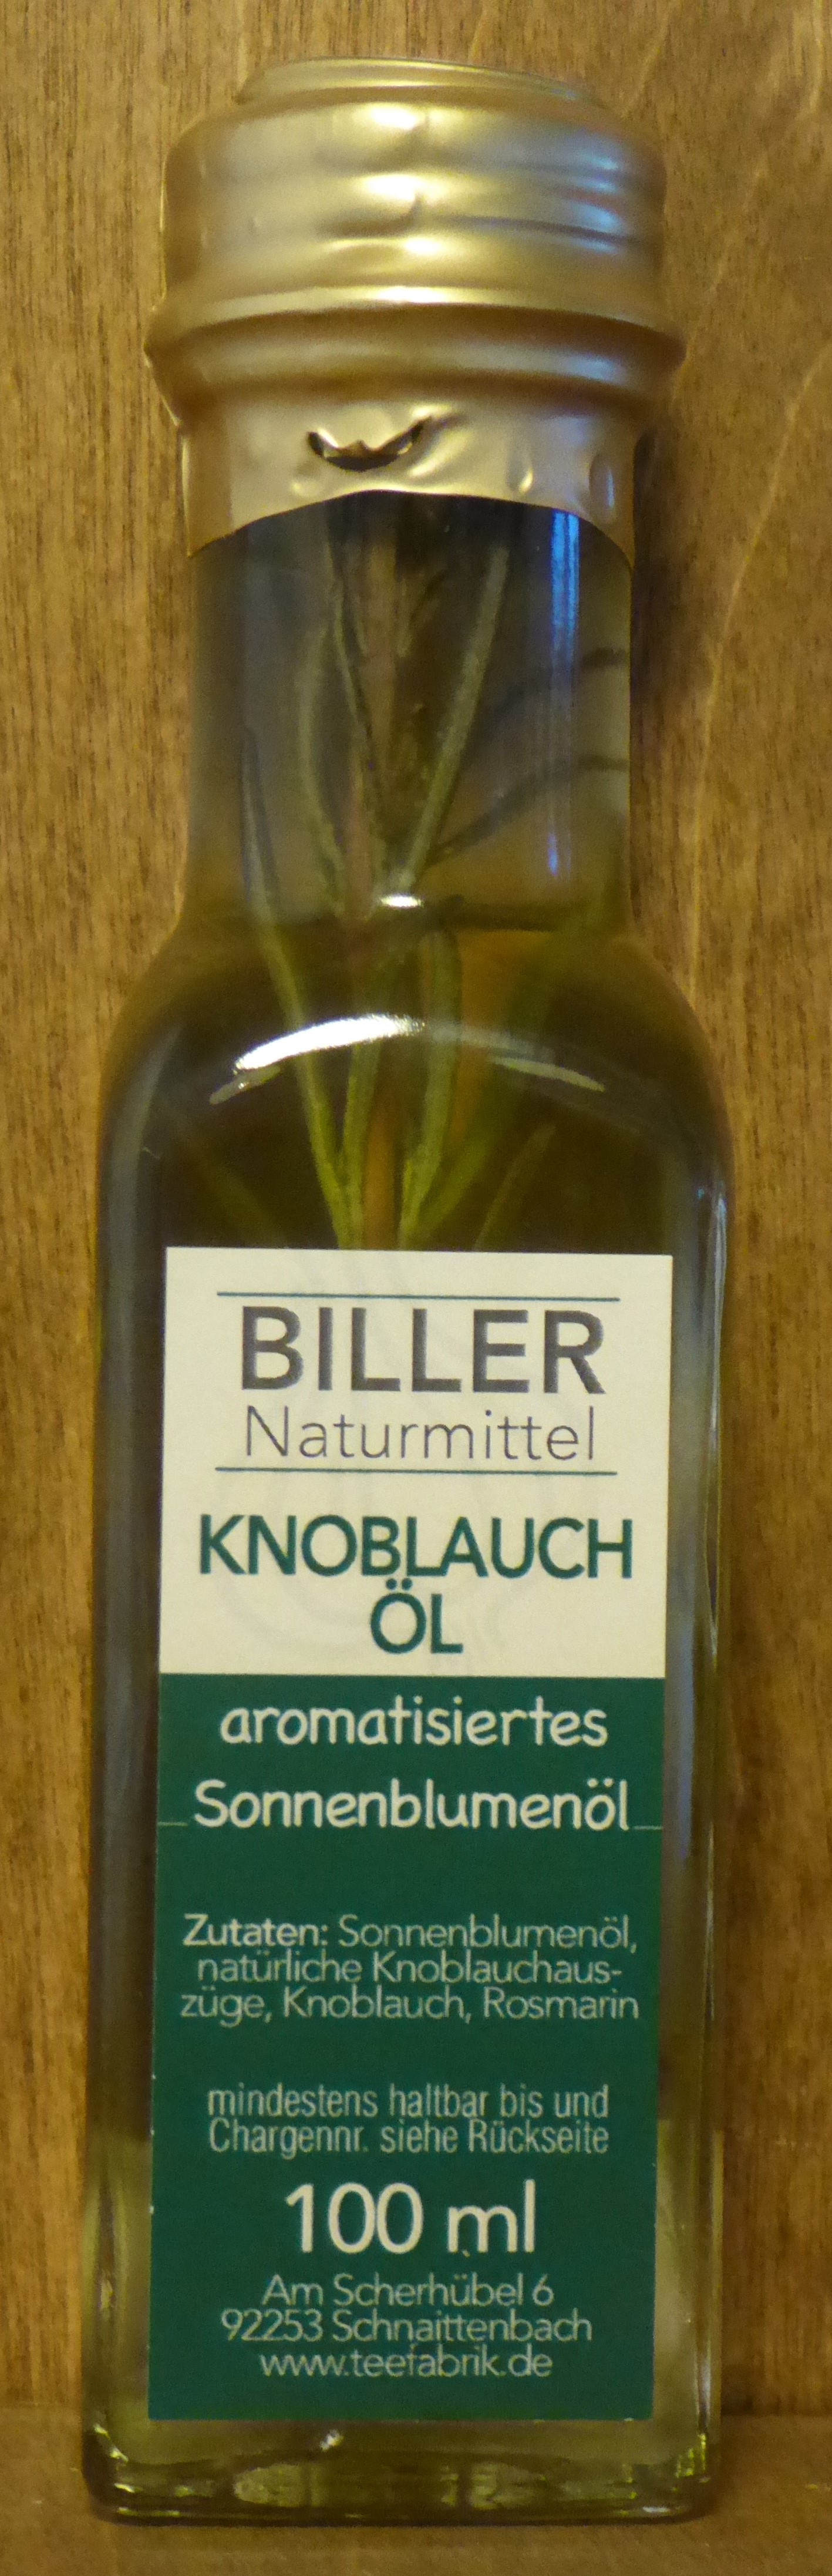 BILLER
Naturmittel
KNOBLAUCH
ÖL
aromatisiertes
Sonnenblumenöl
Zutaten: Sonnenblumenöl,
natürliche Knoblauchaus-
züge, Knoblauch, Rosmarin
mindestens haltbar bis und
Chargennr. siehe Rückseite
100 ml
Am Scherhübel 6
92253 Schnaittenbach
www.teefabrik.de